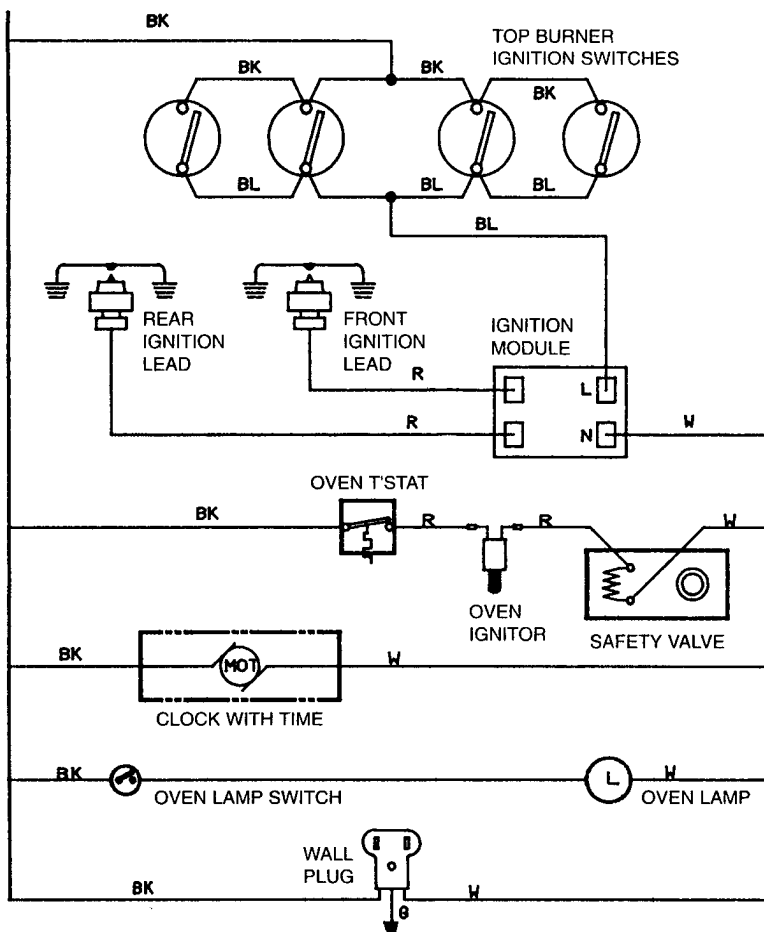 BK
TOP BURNER
IGNITION SWITCHES
BK
BK
BK
BL
BL
BL
BL
REAR
IGNITION
LEAD
FRONT
IGNITION
LEAD
IGNITION
MODULE
R
L
R
N
W
OVEN T'STAT
BK
R
R
W
OVEN
IGNITOR
SAFETY VALVE
BK
MOT
W
CLOCK WITH TIME
BK
L
W
OVEN LAMP SWITCH
OVEN LAMP
WALL
PLUG
BK
W
G